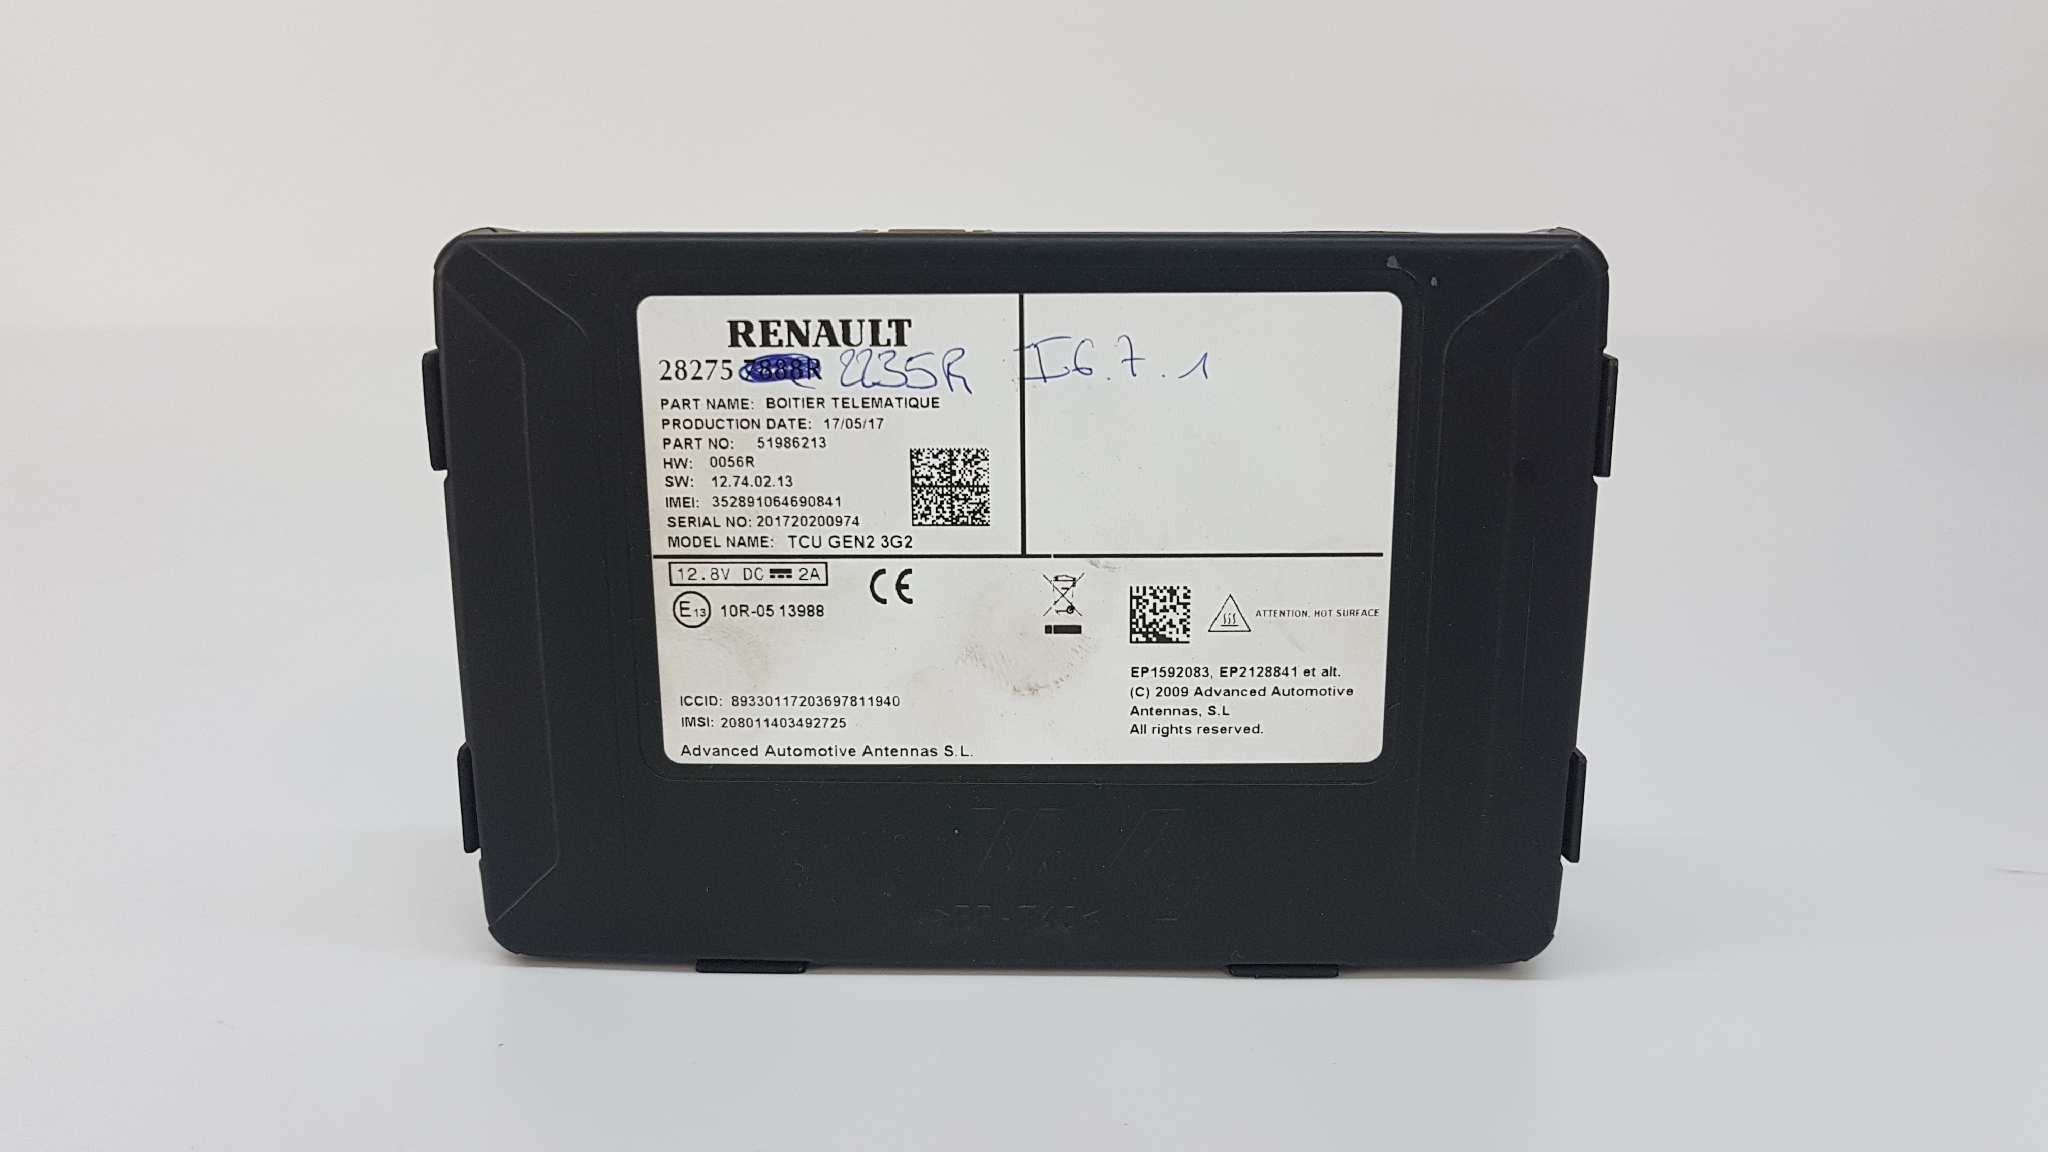 RENAULT
28275 7888R 2235R I6.7.1
PART NAME: BOITIER TELEMATIQUE
PRODUCTION DATE: 17/05/17
PART NO: 51986213
HW: 0056R
SW: 12.74.02.13
IMEI: 352891064690841
SERIAL NO: 201720200974
MODEL NAME: TCU GEN2 3G2
12.8V DC 2A
CE
E13 10R-05 13988
ATTENTION, HOT SURFACE
EP1592083, EP2128841 et alt.
(C) 2009 Advanced Automotive
Antennas, S.L
All rights reserved.
ICCID: 89330117203697811940
IMSI: 208011403492725
Advanced Automotive Antennas S.L.